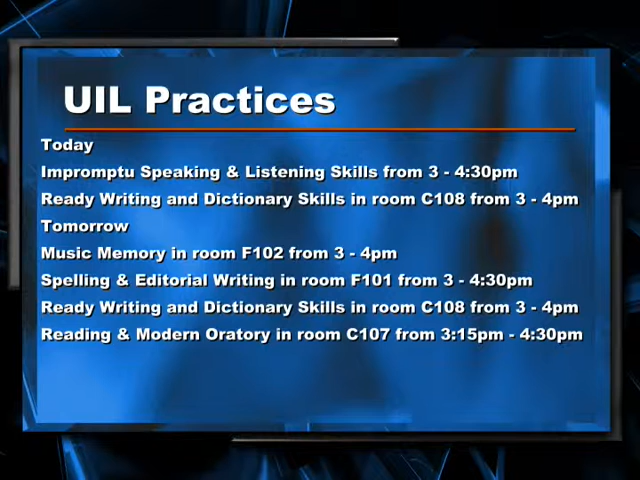 UIL Practices
Today
Impromptu Speaking & Listening Skills from 3 - 4:30pm
Ready Writing and Dictionary Skills in room C108 from 3 - 4pm
Tomorrow
Music Memory in room F102 from 3 - 4pm
Spelling & Editorial Writing in room F101 from 3 - 4:30pm
Ready Writing and Dictionary Skills in room C108 from 3 - 4pm
Reading & Modern Oratory in room C107 from 3:15pm - 4:30pm